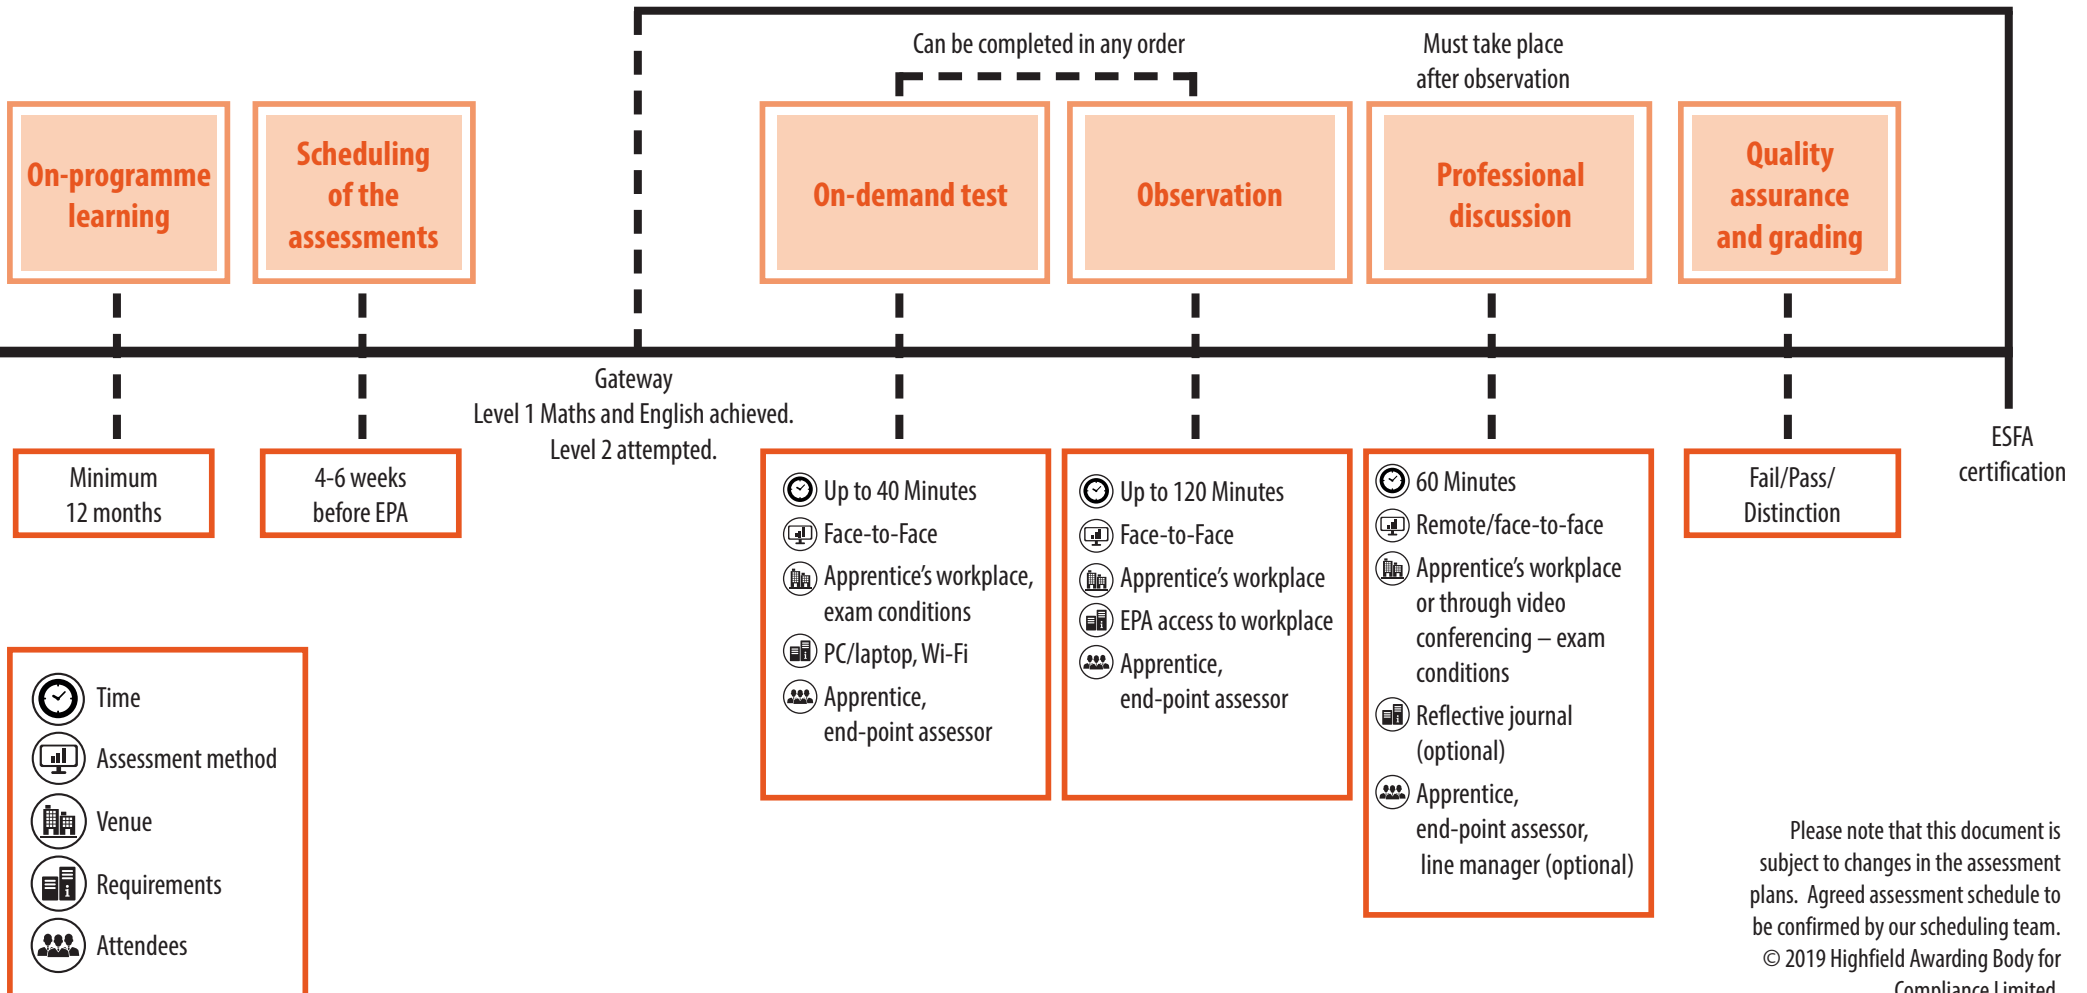 Can be completed in any order
Must take place
after observation
On-programme
learning
Scheduling
of the
assessments
On-demand test
Observation
Professional
discussion
Quality
assurance
and grading
Gateway
Level 1 Maths and English achieved.
Level 2 attempted.
ESFA
certification
Minimum
12 months
4-6 weeks
before EPA
Up to 40 Minutes
Face-to-Face
Apprentice's workplace,
exam conditions
PC/laptop, Wi-Fi
Apprentice,
end-point assessor
Up to 120 Minutes
Face-to-Face
Apprentice's workplace
EPA access to workplace
Apprentice,
end-point assessor
60 Minutes
Remote/face-to-face
Apprentice's workplace
or through video
conferencing – exam
conditions
Reflective journal
(optional)
Apprentice,
end-point assessor,
line manager (optional)
Fail/Pass/
Distinction
Time
Assessment method
Venue
Requirements
Attendees
Please note that this document is
subject to changes in the assessment
plans. Agreed assessment schedule to
be confirmed by our scheduling team.
© 2019 Highfield Awarding Body for
Compliance Limited.